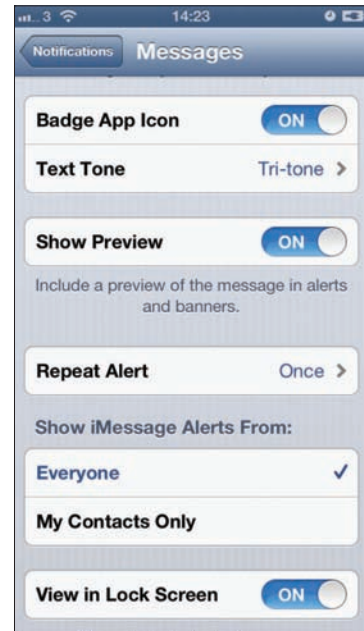 3 14:23
Notifications Messages
Badge App Icon ON
Text Tone Tri-tone >
Show Preview ON
Include a preview of the message in alerts
and banners.
Repeat Alert Once >
Show iMessage Alerts From:
Everyone ✓
My Contacts Only
View in Lock Screen ON